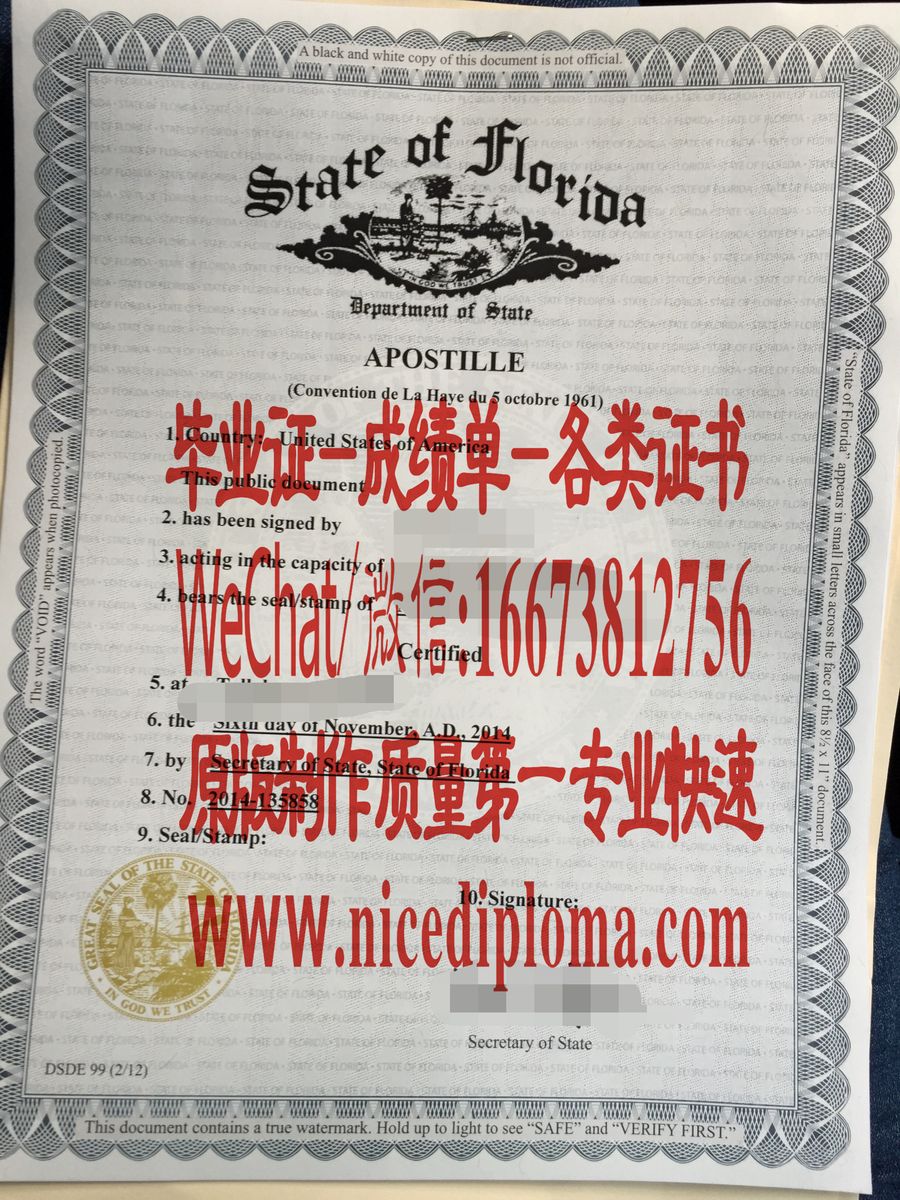 A black and white copy of this document is not official.
State of Florida
IN GOD WE TRUST
Department of State
APOSTILLE
(Convention de La Haye du 5 octobre 1961)
毕业证－成绩单－各类证书
1. Country: United States of America
This public document
2. has been signed by
3. acting in the capacity of
WeChat/微信:16673812756
4. bears the seal/stamp of
Certified
5. at
6. the Sixth day of November, A.D., 2014
原版制作质量第一专业快速
7. by Secretary of State, State of Florida
8. No. 2014-135858
9. Seal/Stamp:
GREAT SEAL OF THE STATE OF FLORIDA
IN GOD WE TRUST
10. Signature:
www.nicediploma.com
Secretary of State
DSDE 99 (2/12)
This document contains a true watermark. Hold up to light to see “SAFE” and “VERIFY FIRST.”
The word “VOID” appears when photocopied.
“State of Florida” appears in small letters across the face of this 8½ x 11” document.